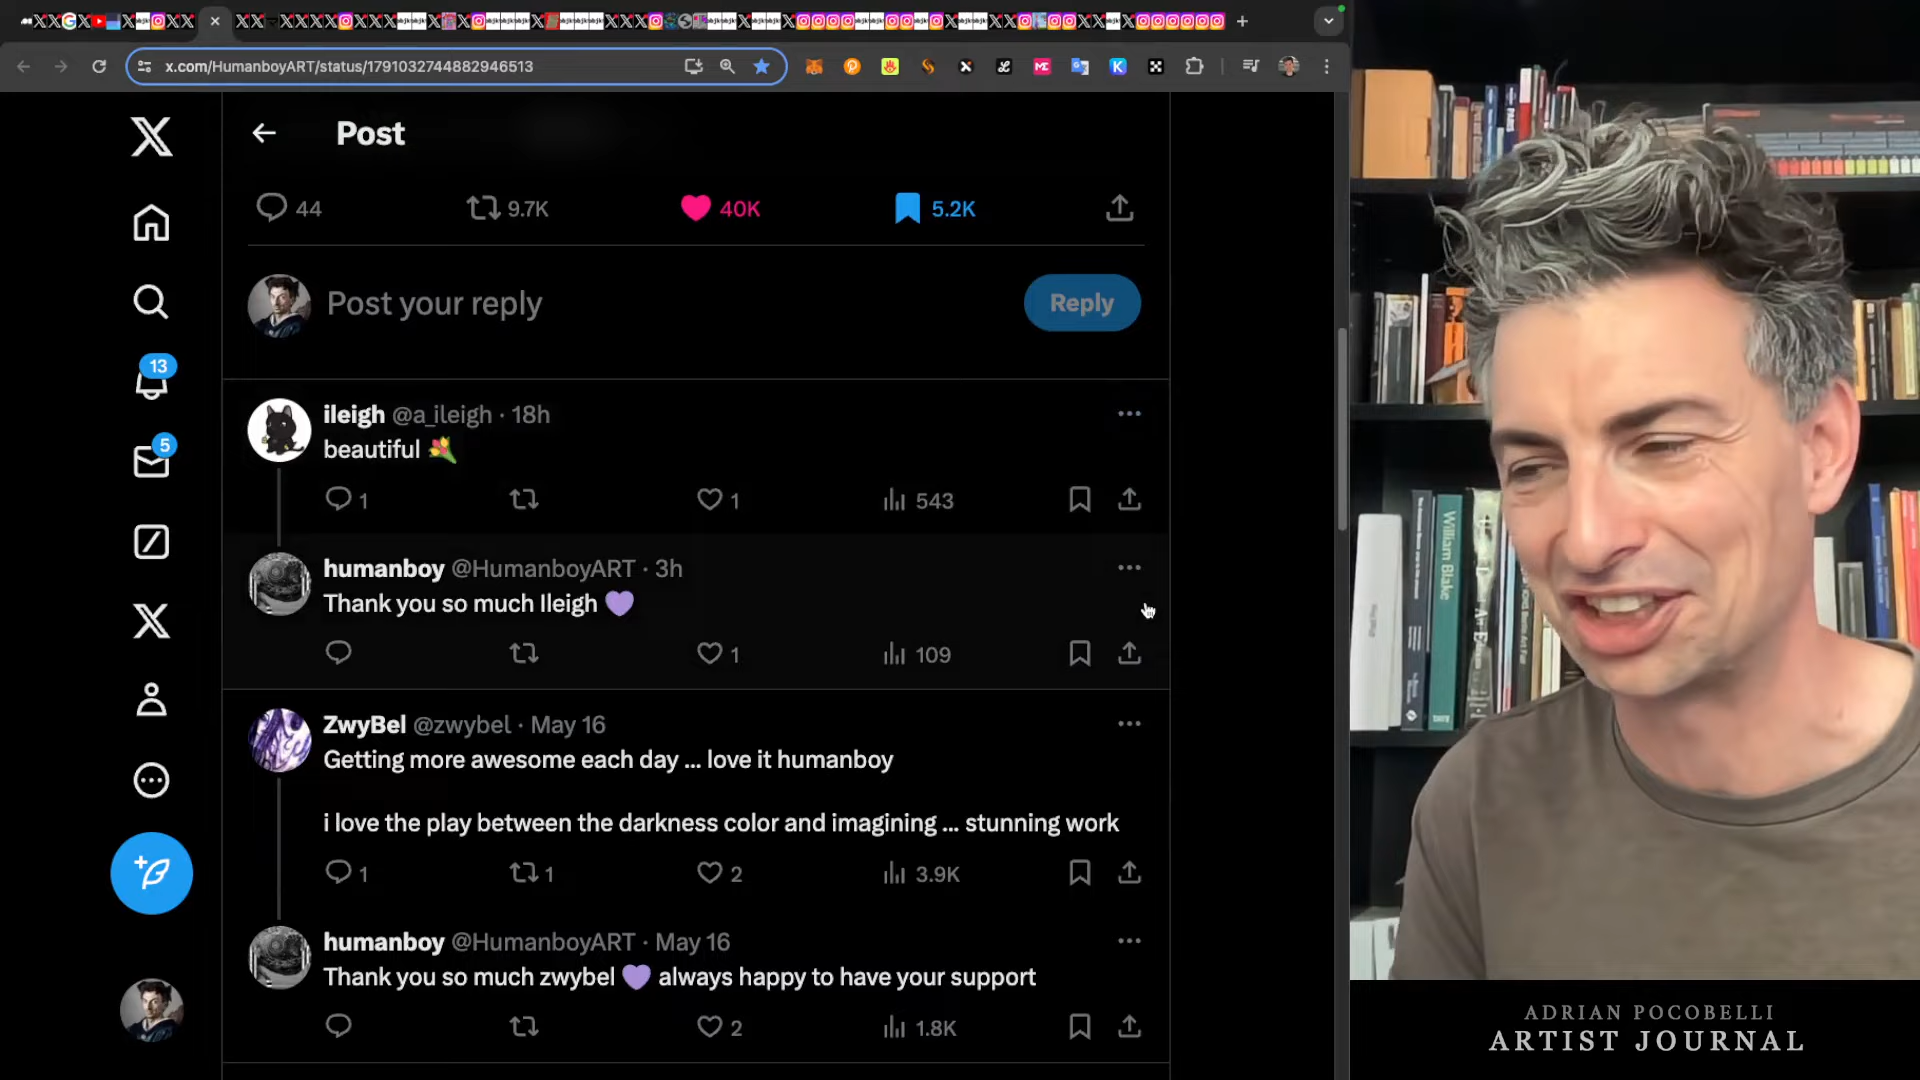 x.com/HumanboyART/status/1791032744882946513
Post
44
9.7K
40K
5.2K
Post your reply
Reply
13
5
ileigh @a_ileigh · 18h
beautiful 💐
1
1
543
humanboy @HumanboyART · 3h
Thank you so much Ileigh 💜
1
109
ZwyBel @zwybel · May 16
Getting more awesome each day ... love it humanboy
i love the play between the darkness color and imagining ... stunning work
1
1
2
3.9K
humanboy @HumanboyART · May 16
Thank you so much zwybel 💜 always happy to have your support
2
1.8K
William Blake
ADRIAN POCOBELLI
ARTIST JOURNAL